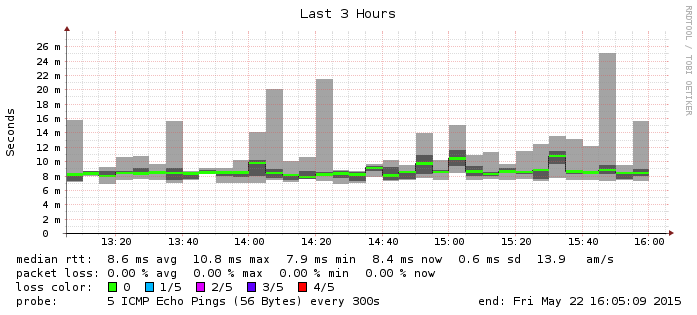 Last 3 Hours
RRDTOOL / TOBI OETIKER
Seconds
26 m
24 m
22 m
20 m
18 m
16 m
14 m
12 m
10 m
8 m
6 m
4 m
2 m
0
13:20 13:40 14:00 14:20 14:40 15:00 15:20 15:40 16:00
median rtt: 8.6 ms avg 10.8 ms max 7.9 ms min 8.4 ms now 0.6 ms sd 13.9 am/s
packet loss: 0.00 % avg 0.00 % max 0.00 % min 0.00 % now
loss color: 0 1/5 2/5 3/5 4/5
probe: 5 ICMP Echo Pings (56 Bytes) every 300s end: Fri May 22 16:05:09 2015